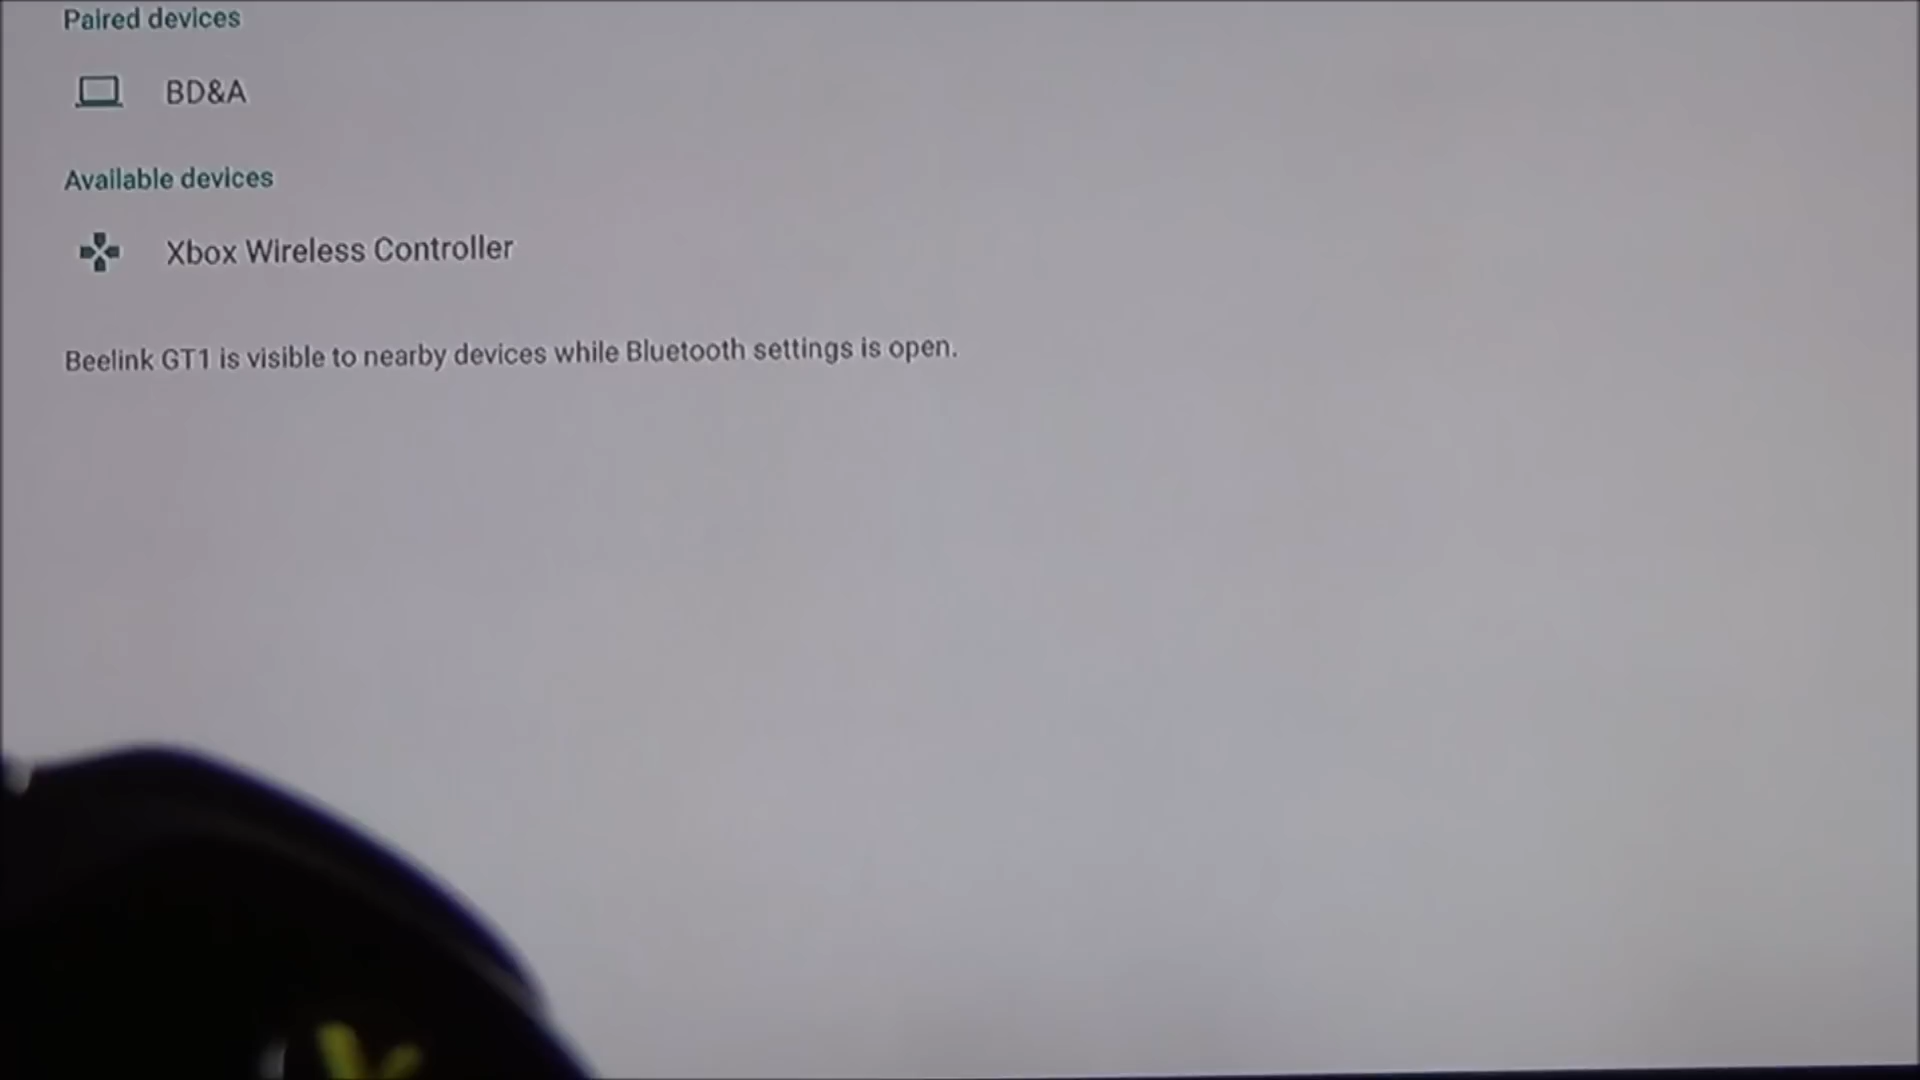 Paired devices
BD&A
Available devices
Xbox Wireless Controller
Beelink GT1 is visible to nearby devices while Bluetooth settings is open.
Y